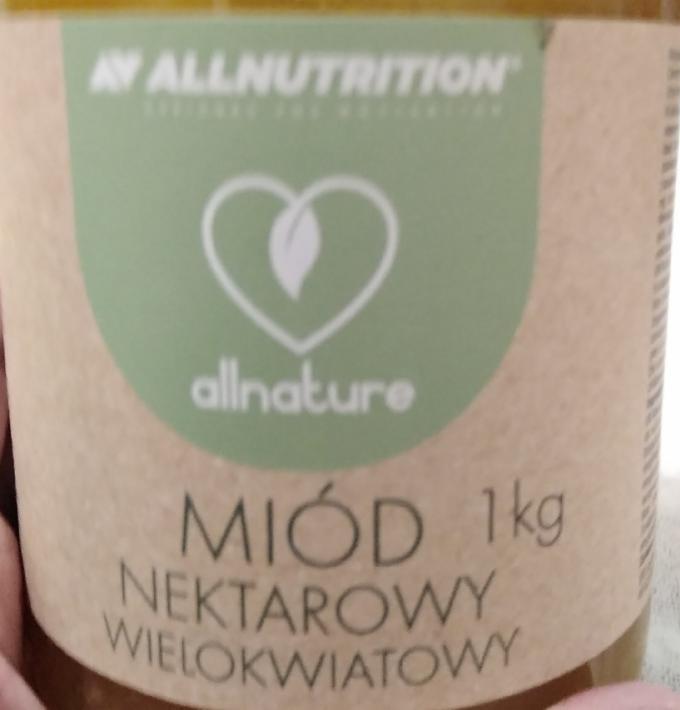 ALLNUTRITION
allnature
MIÓD 1kg
NEKTAROWY
WIELOKWIATOWY